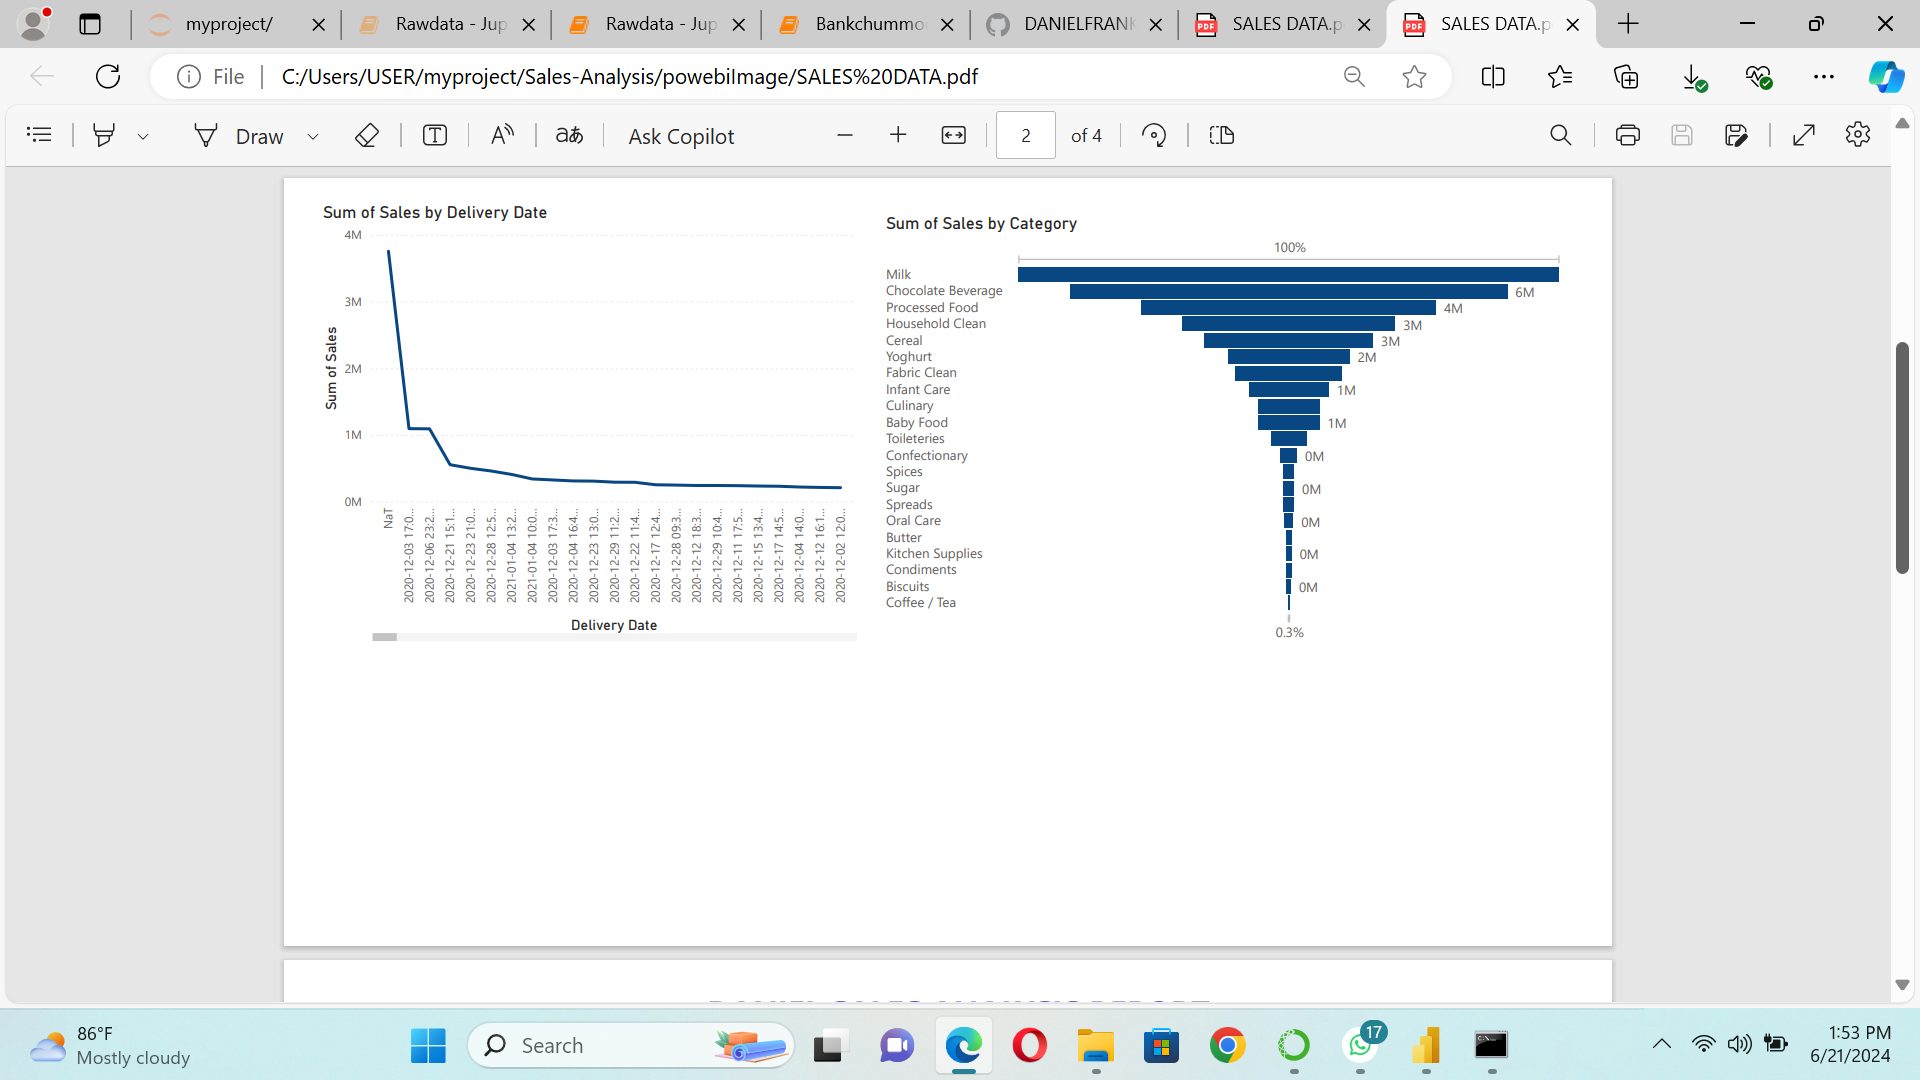 myproject/
Rawdata - Jup
Rawdata - Jup
Bankchummo
DANIELFRANK
SALES DATA.p
SALES DATA.p
File
C:/Users/USER/myproject/Sales-Analysis/powebiImage/SALES%20DATA.pdf
Draw
aあ
Ask Copilot
2
of 4
Sum of Sales by Delivery Date
4M
3M
2M
1M
0M
Sum of Sales
NaT
2020-12-03 17:0...
2020-12-06 23:2...
2020-12-21 15:1...
2020-12-23 21:0...
2020-12-28 12:5...
2021-01-04 13:2...
2021-01-04 10:0...
2020-12-03 17:3...
2020-12-04 16:4...
2020-12-23 13:0...
2020-12-29 11:2...
2020-12-22 11:4...
2020-12-17 12:4...
2020-12-28 09:3...
2020-12-12 18:3...
2020-12-29 10:4...
2020-12-11 17:5...
2020-12-15 13:4...
2020-12-17 14:5...
2020-12-04 14:0...
2020-12-12 16:1...
2020-12-02 12:0...
Delivery Date
Sum of Sales by Category
100%
Milk
Chocolate Beverage 6M
Processed Food 4M
Household Clean 3M
Cereal 3M
Yoghurt 2M
Fabric Clean
Infant Care 1M
Culinary
Baby Food 1M
Toileteries
Confectionary 0M
Spices
Sugar 0M
Spreads
Oral Care 0M
Butter
Kitchen Supplies 0M
Condiments
Biscuits 0M
Coffee / Tea
0.3%
86°F
Mostly cloudy
Search
17
1:53 PM
6/21/2024